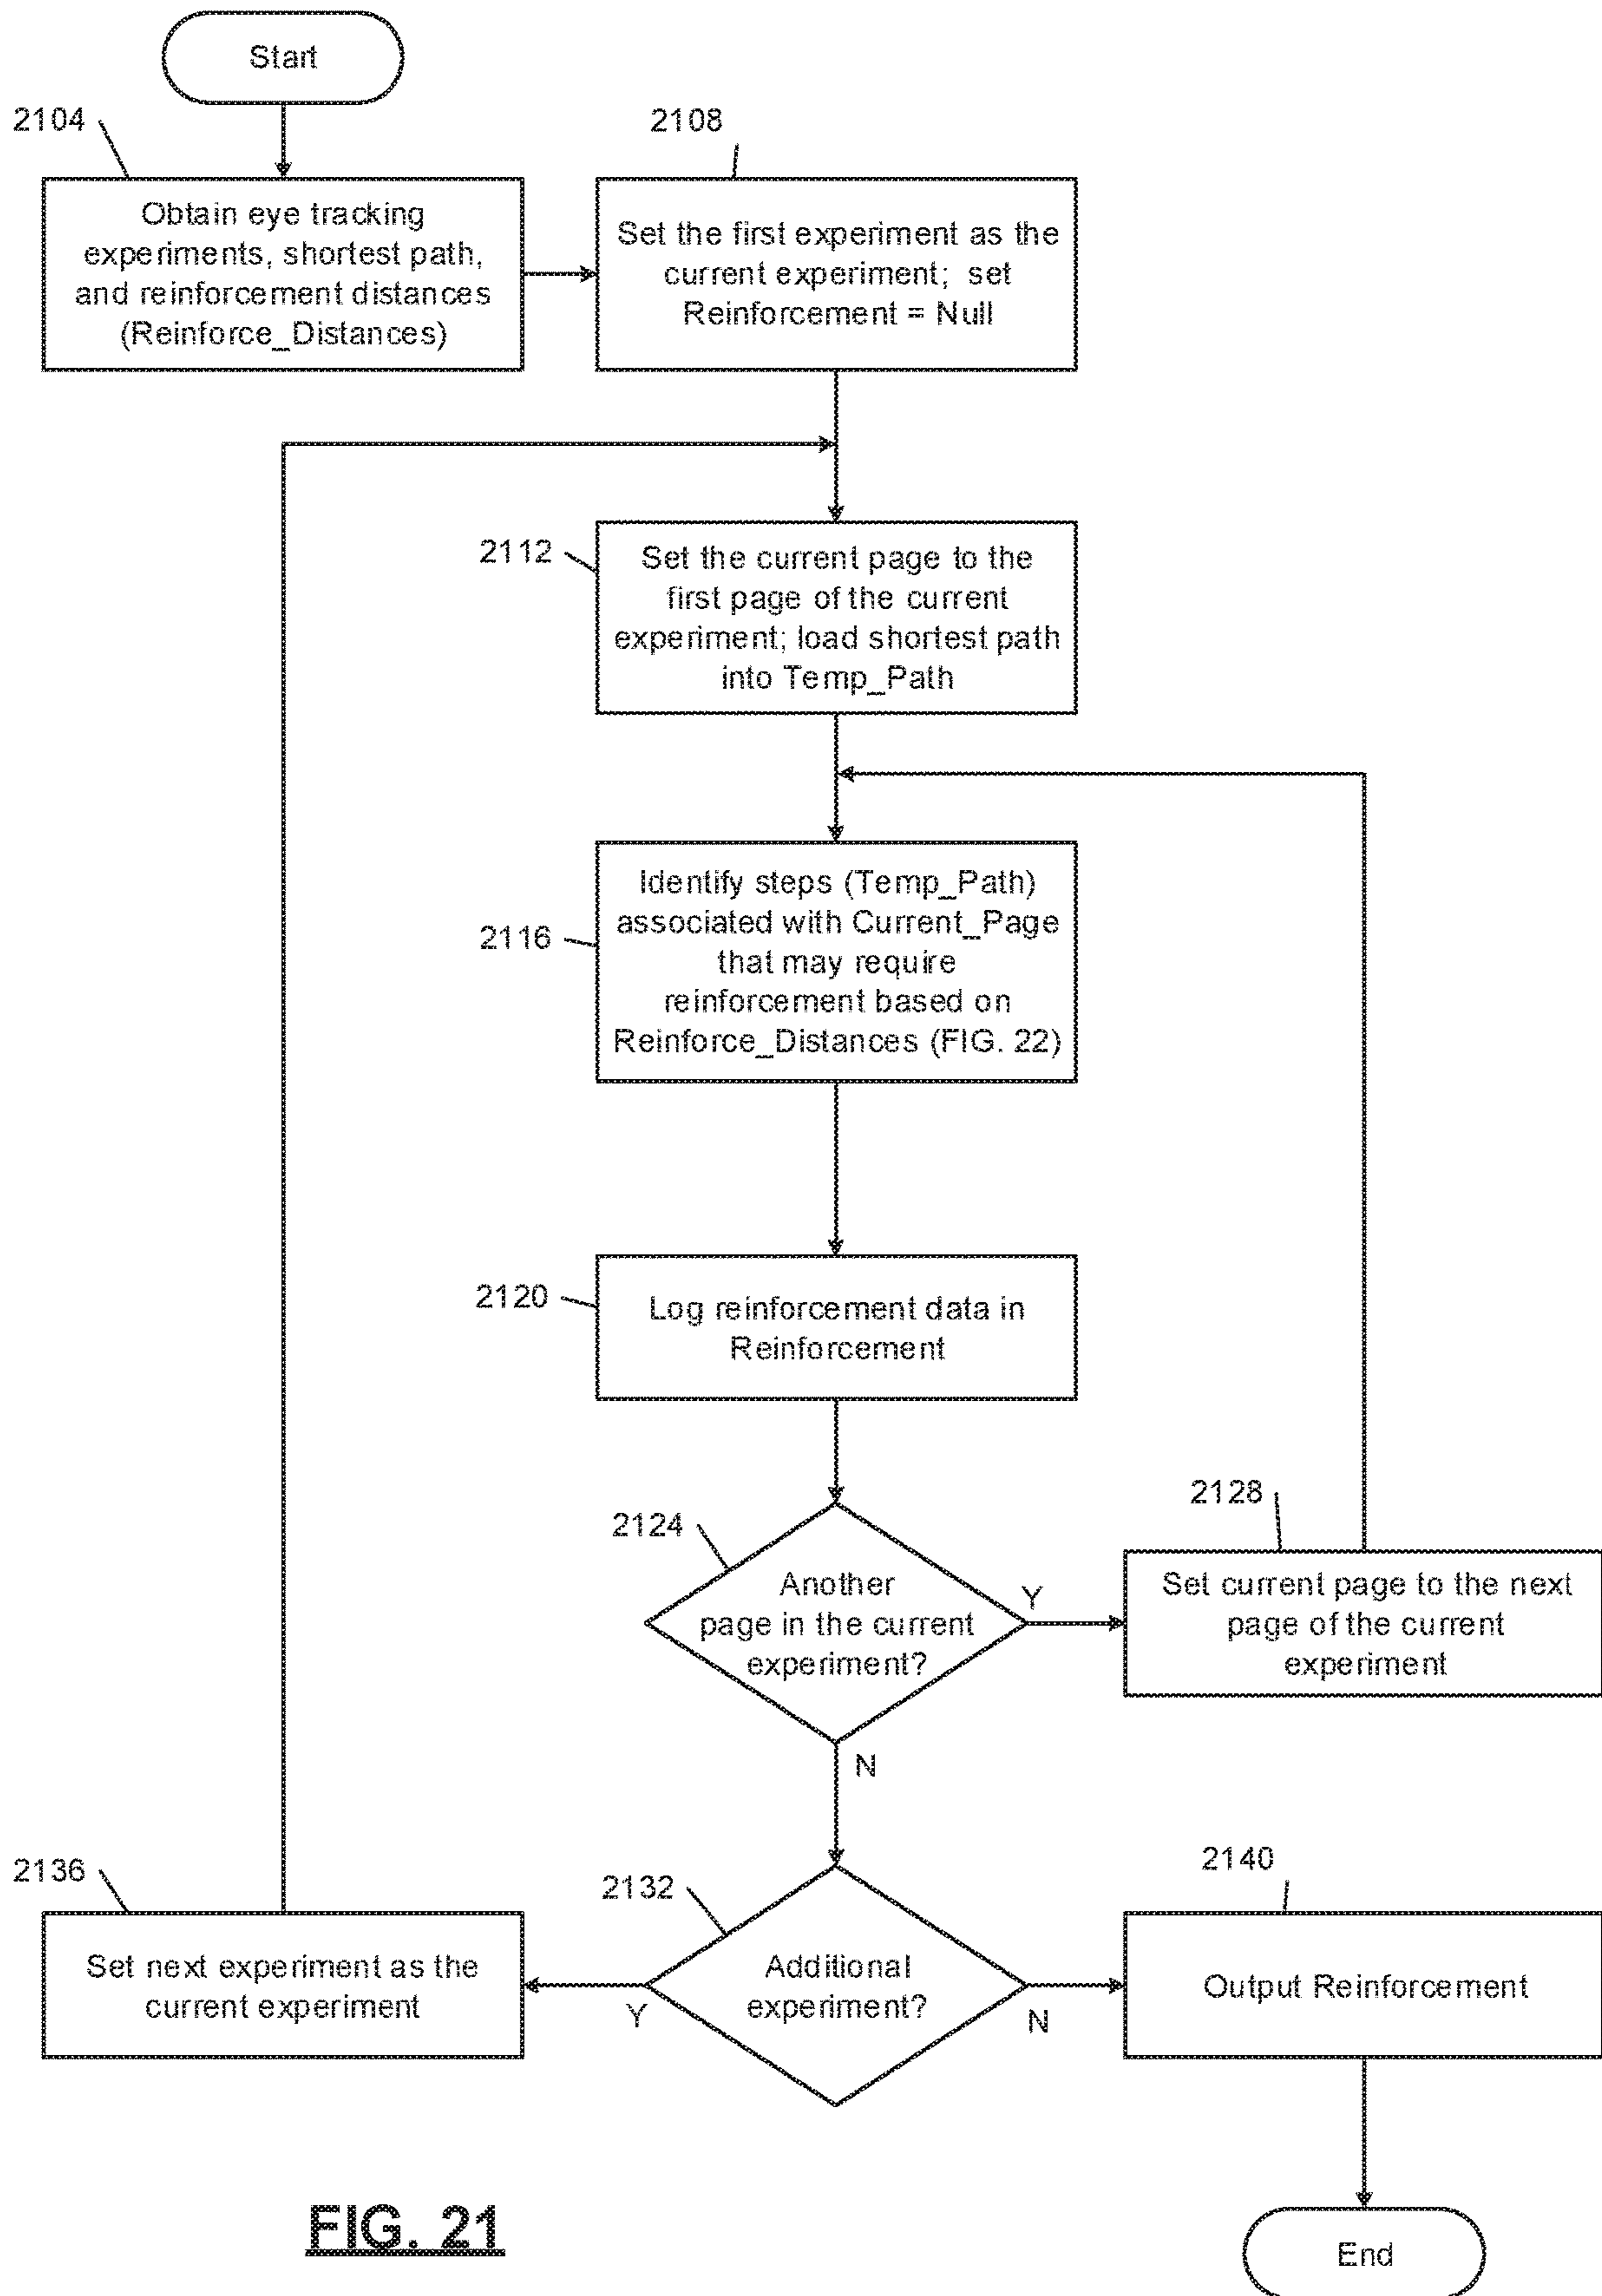 Start
2104
2108
Obtain eye tracking
experiments, shortest path,
and reinforcement distances
(Reinforce_Distances)
Set the first experiment as the
current experiment; set
Reinforcement = Null
2112
Set the current page to the
first page of the current
experiment; load shortest path
into Temp_Path
2116
Identify steps (Temp_Path)
associated with Current_Page
that may require
reinforcement based on
Reinforce_Distances (FIG. 22)
2120
Log reinforcement data in
Reinforcement
2124
Another
page in the current
experiment?
Y
N
2128
Set current page to the next
page of the current
experiment
2132
Additional
experiment?
Y
N
2136
Set next experiment as the
current experiment
2140
Output Reinforcement
End
FIG. 21